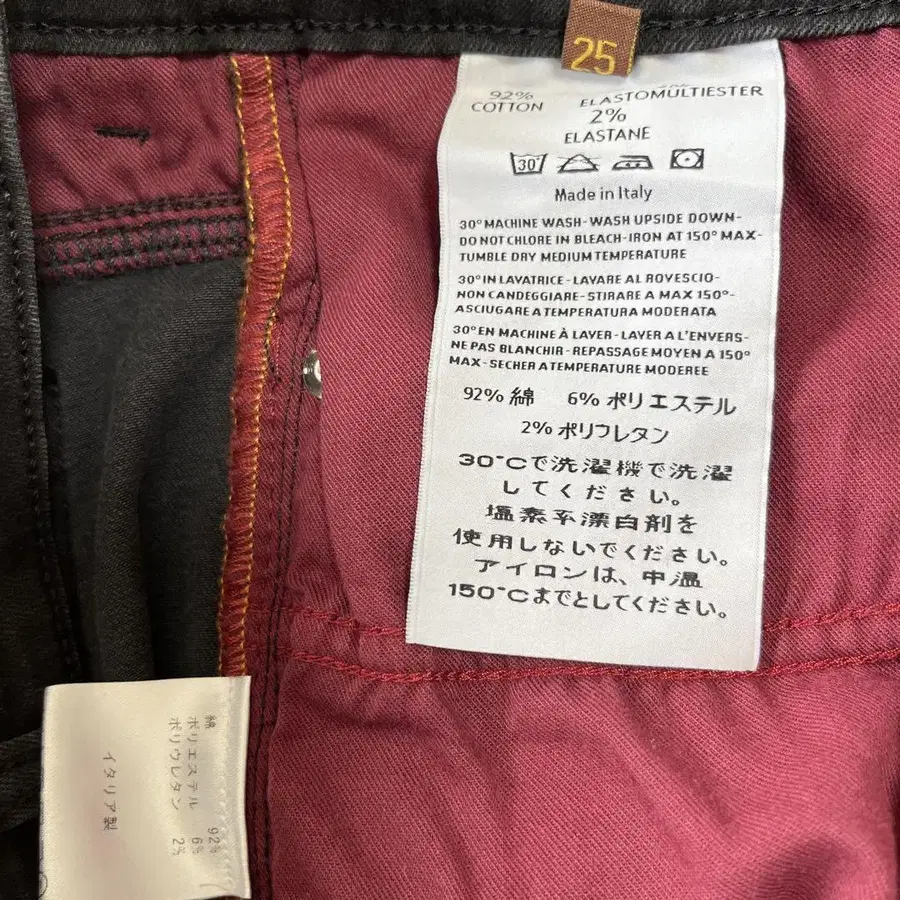 25
92%
COTTON
ELASTOMULTIESTER
2%
ELASTANE
30°
Made in Italy
30° MACHINE WASH-WASH UPSIDE DOWN-
DO NOT CHLORE IN BLEACH-IRON AT 150° MAX-
TUMBLE DRY MEDIUM TEMPERATURE
30° IN LAVATRICE-LAVARE AL ROVESCIO-
NON CANDEGGIARE-STIRARE A MAX 150°-
ASCIUGARE A TEMPERATURA MODERATA
30° EN MACHINE À LAVER-LAVER A L'ENVERS-
NE PAS BLANCHIR-REPASSAGE MOYEN A 150°
MAX-SECHER A TEMPERATURE MODEREE
92% 綿 6% ポリエステル
2% ポリフレタン
30°Cで洗濯機で洗濯
してください。
塩素系漂白剤を
使用しないでください。
アイロンは、中温
150°Cまでとしてください。
綿 92%
ポリエステル 6%
ポリウレタン 2%
イタリア製